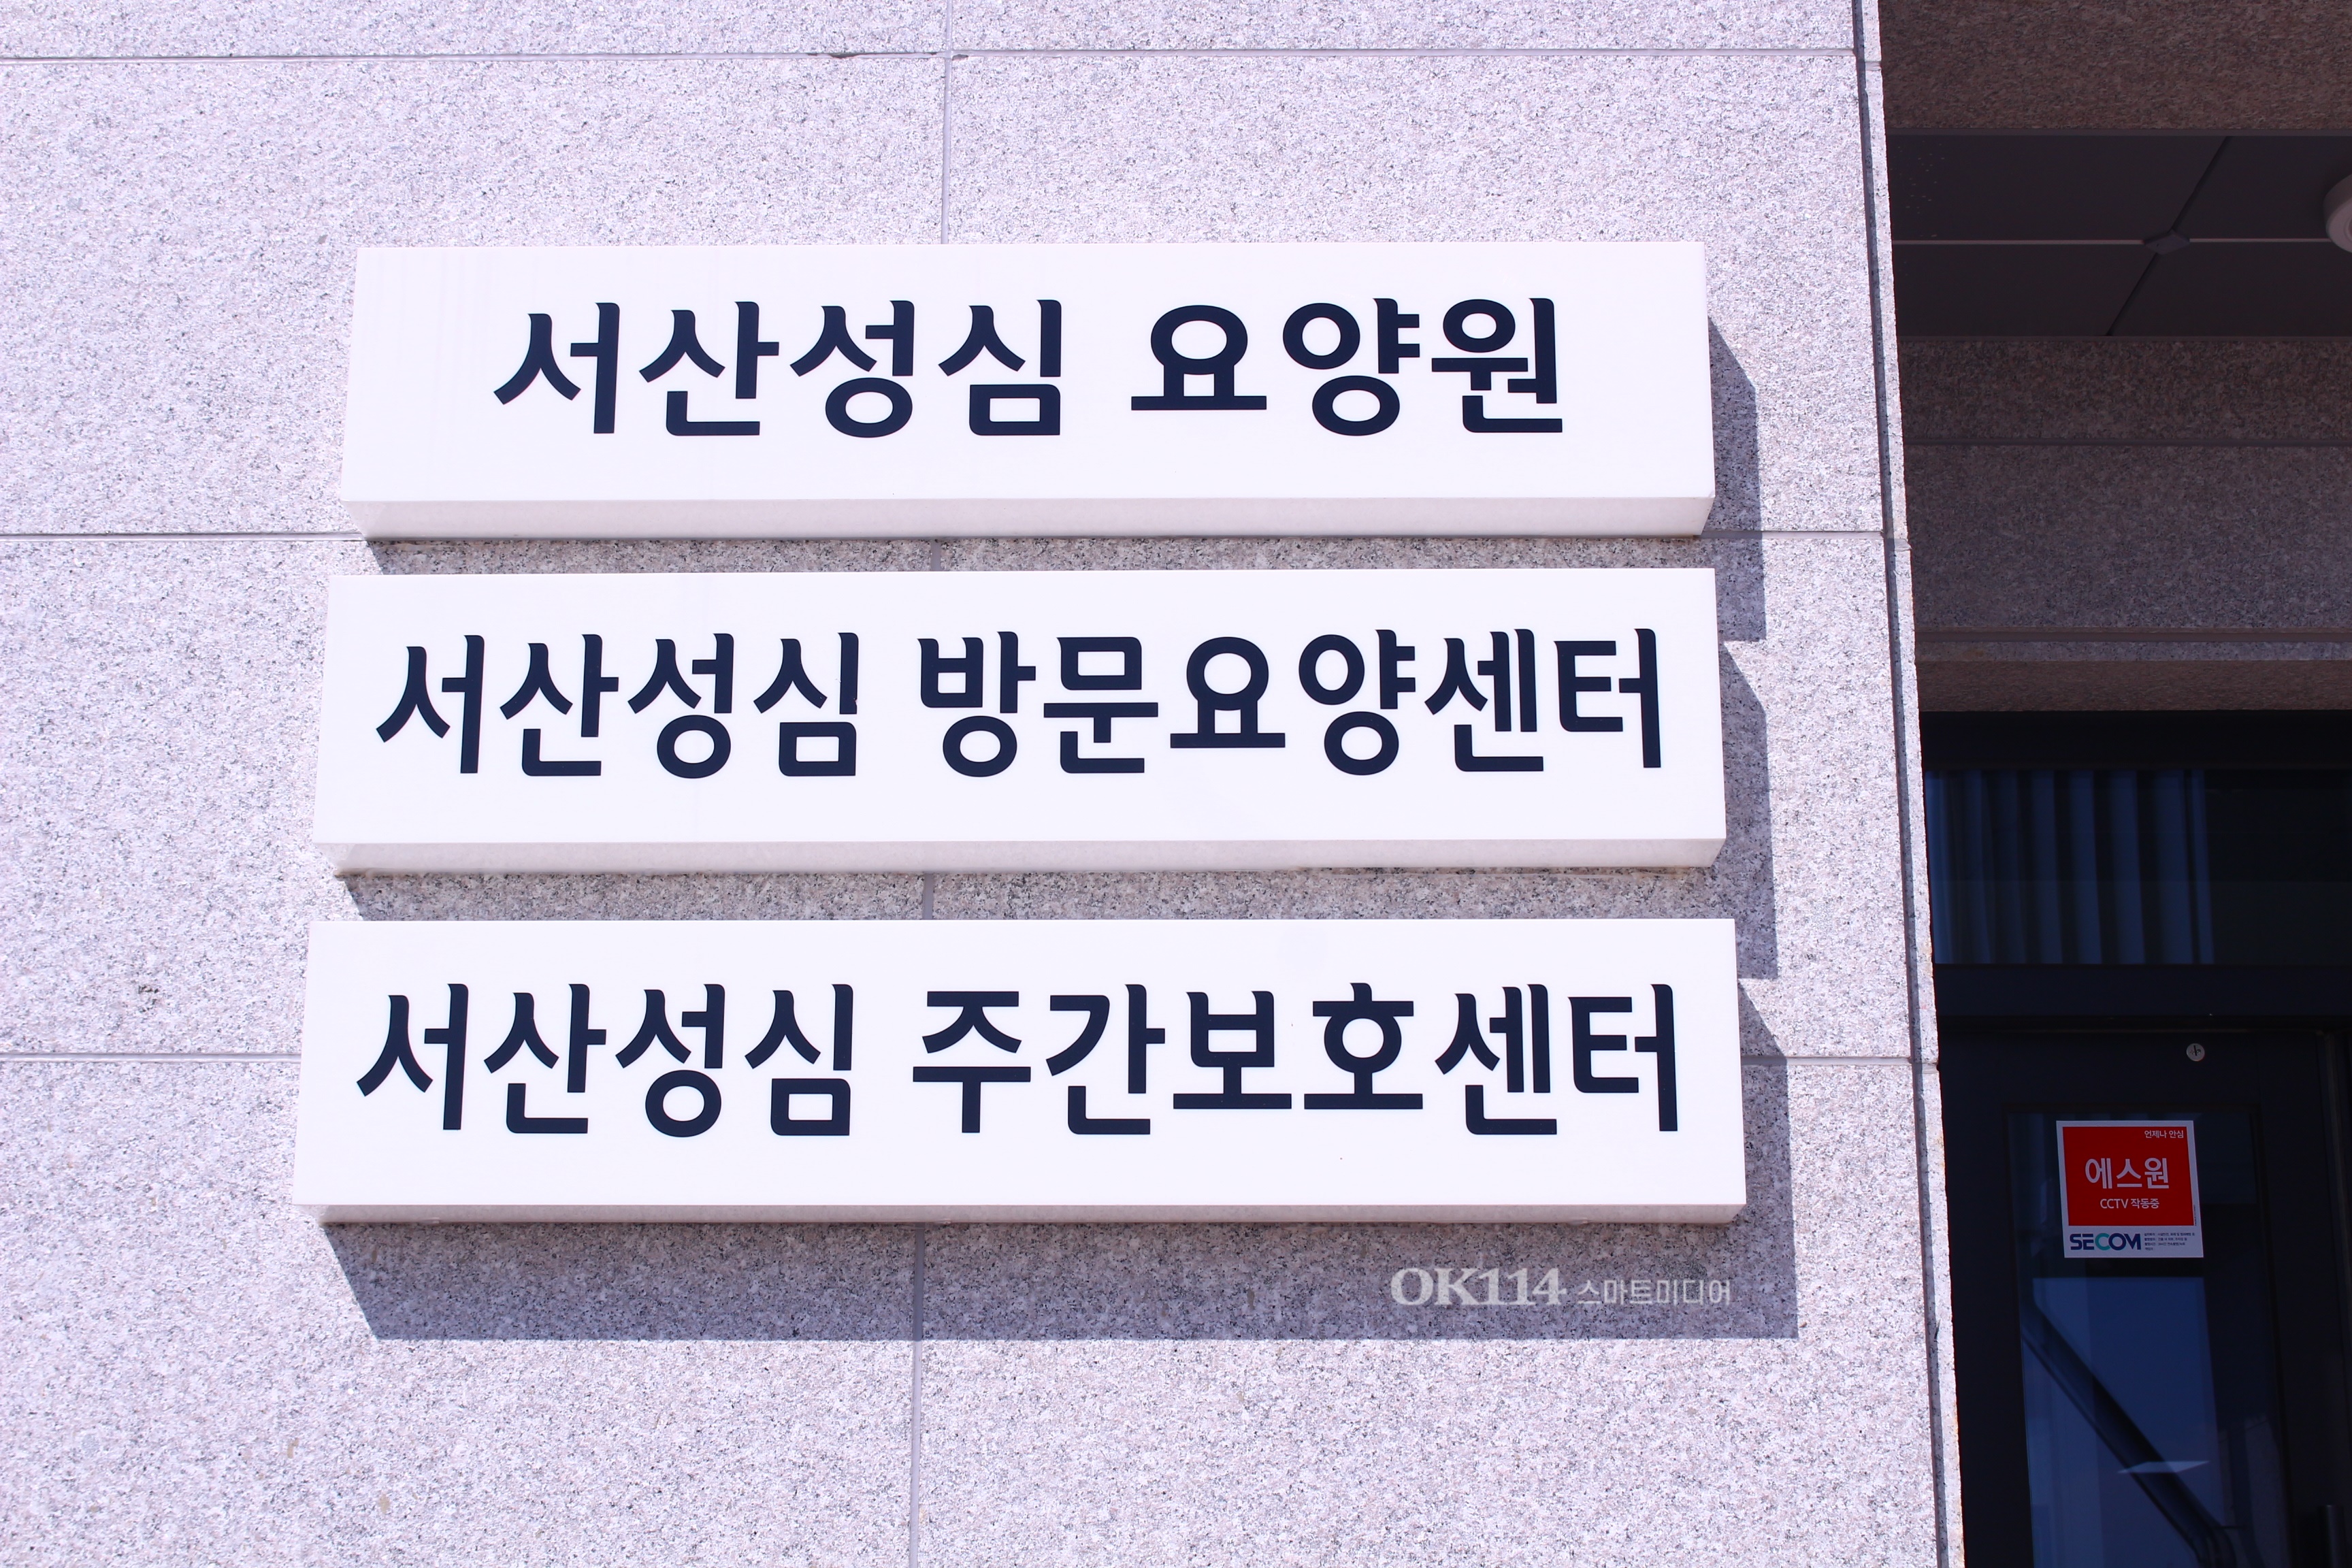 서산성심 요양원
서산성심 방문요양센터
서산성심 주간보호센터
언제나 안심
에스원
CCTV 작동중
SECOM
OK114 스마트미디어